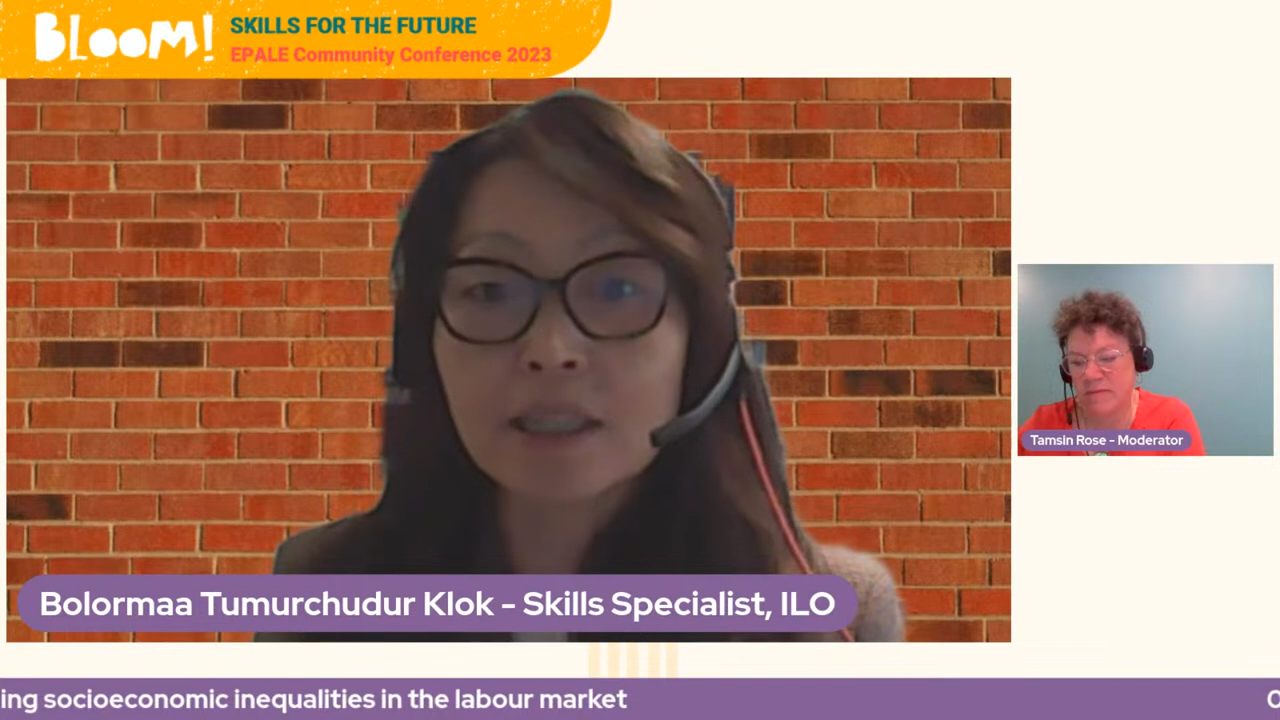 BLOOM!
SKILLS FOR THE FUTURE
EPALE Community Conference 2023
Tamsin Rose - Moderator
Bolormaa Tumurchudur Klok - Skills Specialist, ILO
ing socioeconomic inequalities in the labour market